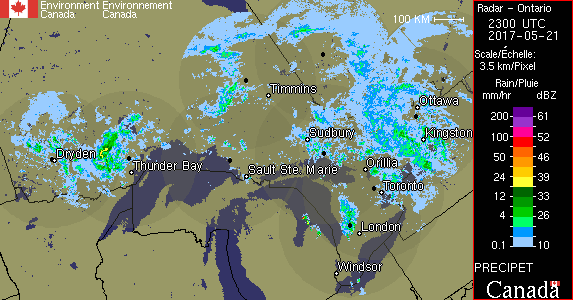 Environment Environnement
Canada Canada
100 KM
Timmins
Ottawa
Sudbury
Kingston
Dryden
Thunder Bay
Sault Ste. Marie
Orillia
Toronto
London
Windsor
Radar - Ontario
2300 UTC
2017-05-21
Scale/Échelle:
3.5 km/Pixel
Rain/Pluie
mm/hr dBZ
200 61
100 52
50 46
24 39
12 33
4 26
0.1 10
PRECIPET
Canada